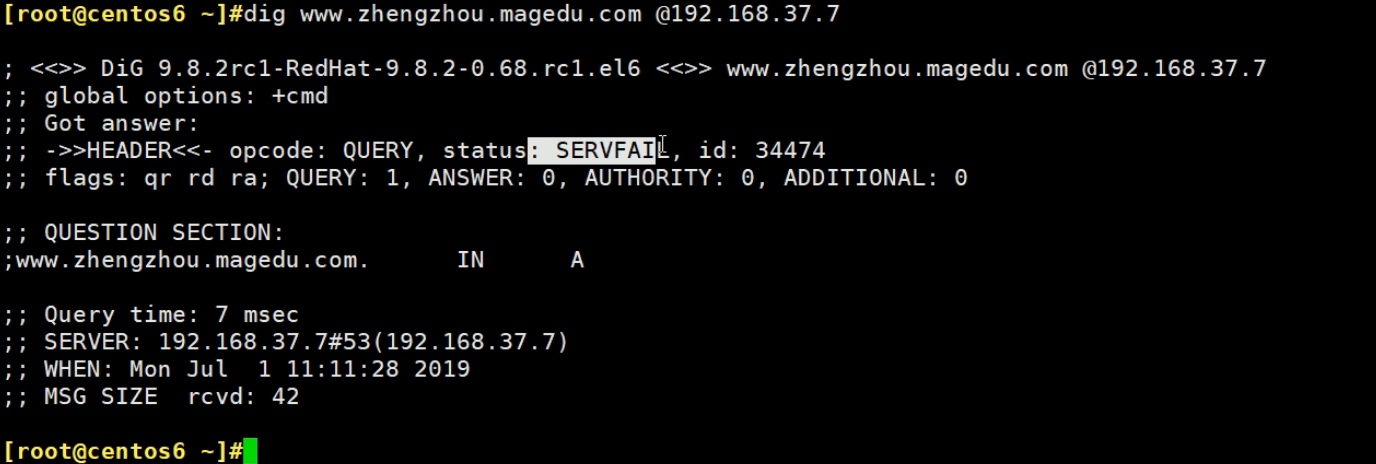 [root@centos6 ~]#dig www.zhengzhou.magedu.com @192.168.37.7
; <<>> DiG 9.8.2rc1-RedHat-9.8.2-0.68.rc1.el6 <<>> www.zhengzhou.magedu.com @192.168.37.7
;; global options: +cmd
;; Got answer:
;; ->>HEADER<<- opcode: QUERY, status: SERVFAIL, id: 34474
;; flags: qr rd ra; QUERY: 1, ANSWER: 0, AUTHORITY: 0, ADDITIONAL: 0
;; QUESTION SECTION:
;www.zhengzhou.magedu.com. IN A
;; Query time: 7 msec
;; SERVER: 192.168.37.7#53(192.168.37.7)
;; WHEN: Mon Jul 1 11:11:28 2019
;; MSG SIZE rcvd: 42
[root@centos6 ~]#